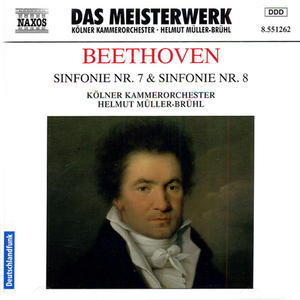 NAXOS
DAS MEISTERWERK
KÖLNER KAMMERORCHESTER · HELMUT MÜLLER-BRÜHL
DDD
8.551262
BEETHOVEN
SINFONIE NR. 7 & SINFONIE NR. 8
KÖLNER KAMMERORCHESTER
HELMUT MÜLLER-BRÜHL
Deutschlandfunk